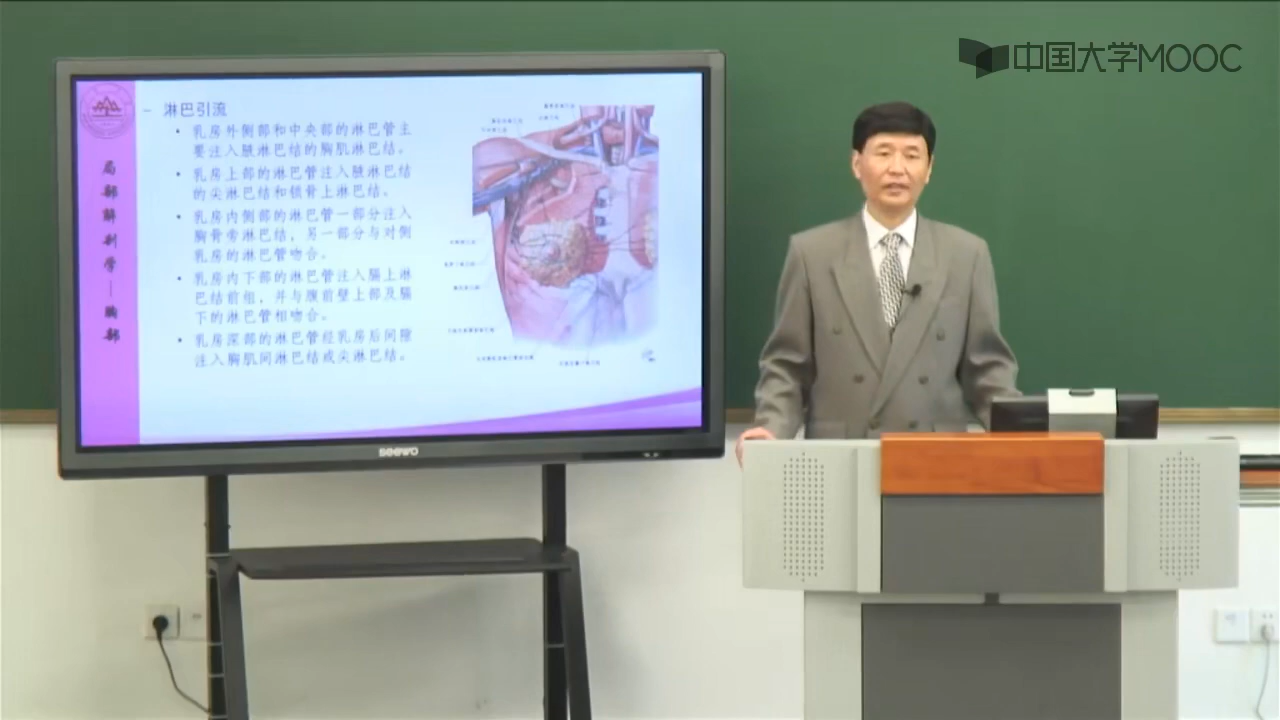 中国大学MOOC
淋巴引流
• 乳房外侧部和中央部的淋巴管主
要注入腋淋巴结的胸肌淋巴结。
• 乳房上部的淋巴管注入腋淋巴结
的尖淋巴结和锁骨上淋巴结。
• 乳房内侧部的淋巴管一部分注入
胸骨旁淋巴结，另一部分与对侧
乳房的淋巴管吻合。
• 乳房内下部的淋巴管注入膈上淋
巴结前组，并与腹前壁上部及膈
下的淋巴管相吻合。
• 乳房深部的淋巴管经乳房后间隙
注入胸肌间淋巴结或尖淋巴结。
局部解剖学—胸部
seewo